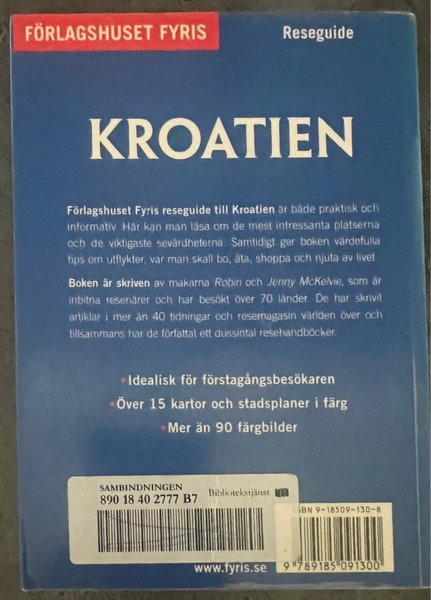 FÖRLAGSHUSET FYRIS
Reseguide
KROATIEN
Förlagshuset Fyris reseguide till Kroatien är både praktisk och
informativ. Här kan man läsa om de mest intressanta platserna
och de viktigaste sevärdheterna. Samtidigt ger boken värdefulla
tips om utflykter, var man skall bo, äta, shoppa och njuta av livet.
Boken är skriven av makarna Robin och Jenny McKelvie, som är
inbitna resenärer och har besökt över 70 länder. De har skrivit
artiklar i mer än 40 tidningar och resemagasin världen över och
tillsammans har de författat ett dussintal resehandböcker.
• Idealisk för förstagångsbesökaren
• Över 15 kartor och stadsplaner i färg
• Mer än 90 färgbilder
SAMBINDNINGEN
890 18 40 2777 B7
Bibliotekstjänst
ISBN 9-18509-130-8
9 789185 091300
www.fyris.se